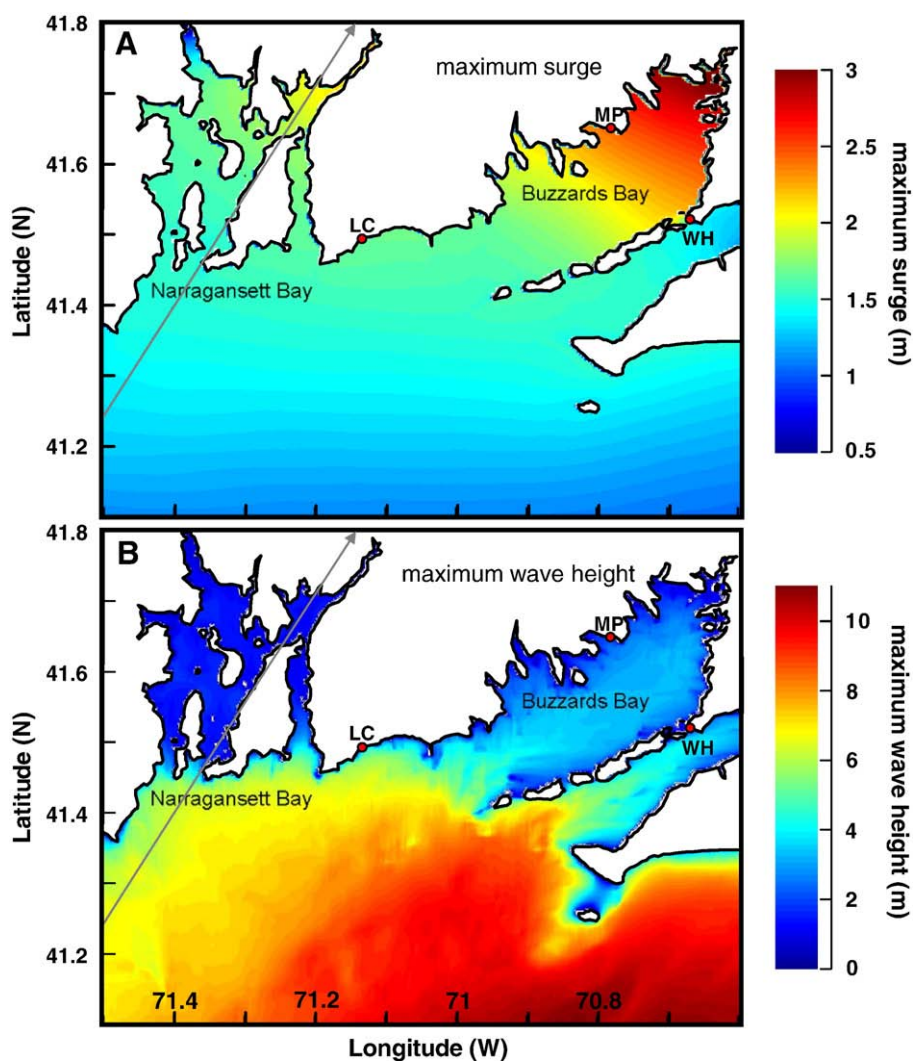 A
maximum surge
41.8
41.6
41.4
41.2
Latitude (N)
MP
Buzzards Bay
LC
WH
Narragansett Bay
3
2.5
2
1.5
1
0.5
maximum surge (m)
B
maximum wave height
41.8
41.6
41.4
41.2
Latitude (N)
MP
Buzzards Bay
LC
WH
Narragansett Bay
71.4
71.2
71
70.8
Longitude (W)
10
8
6
4
2
0
maximum wave height (m)